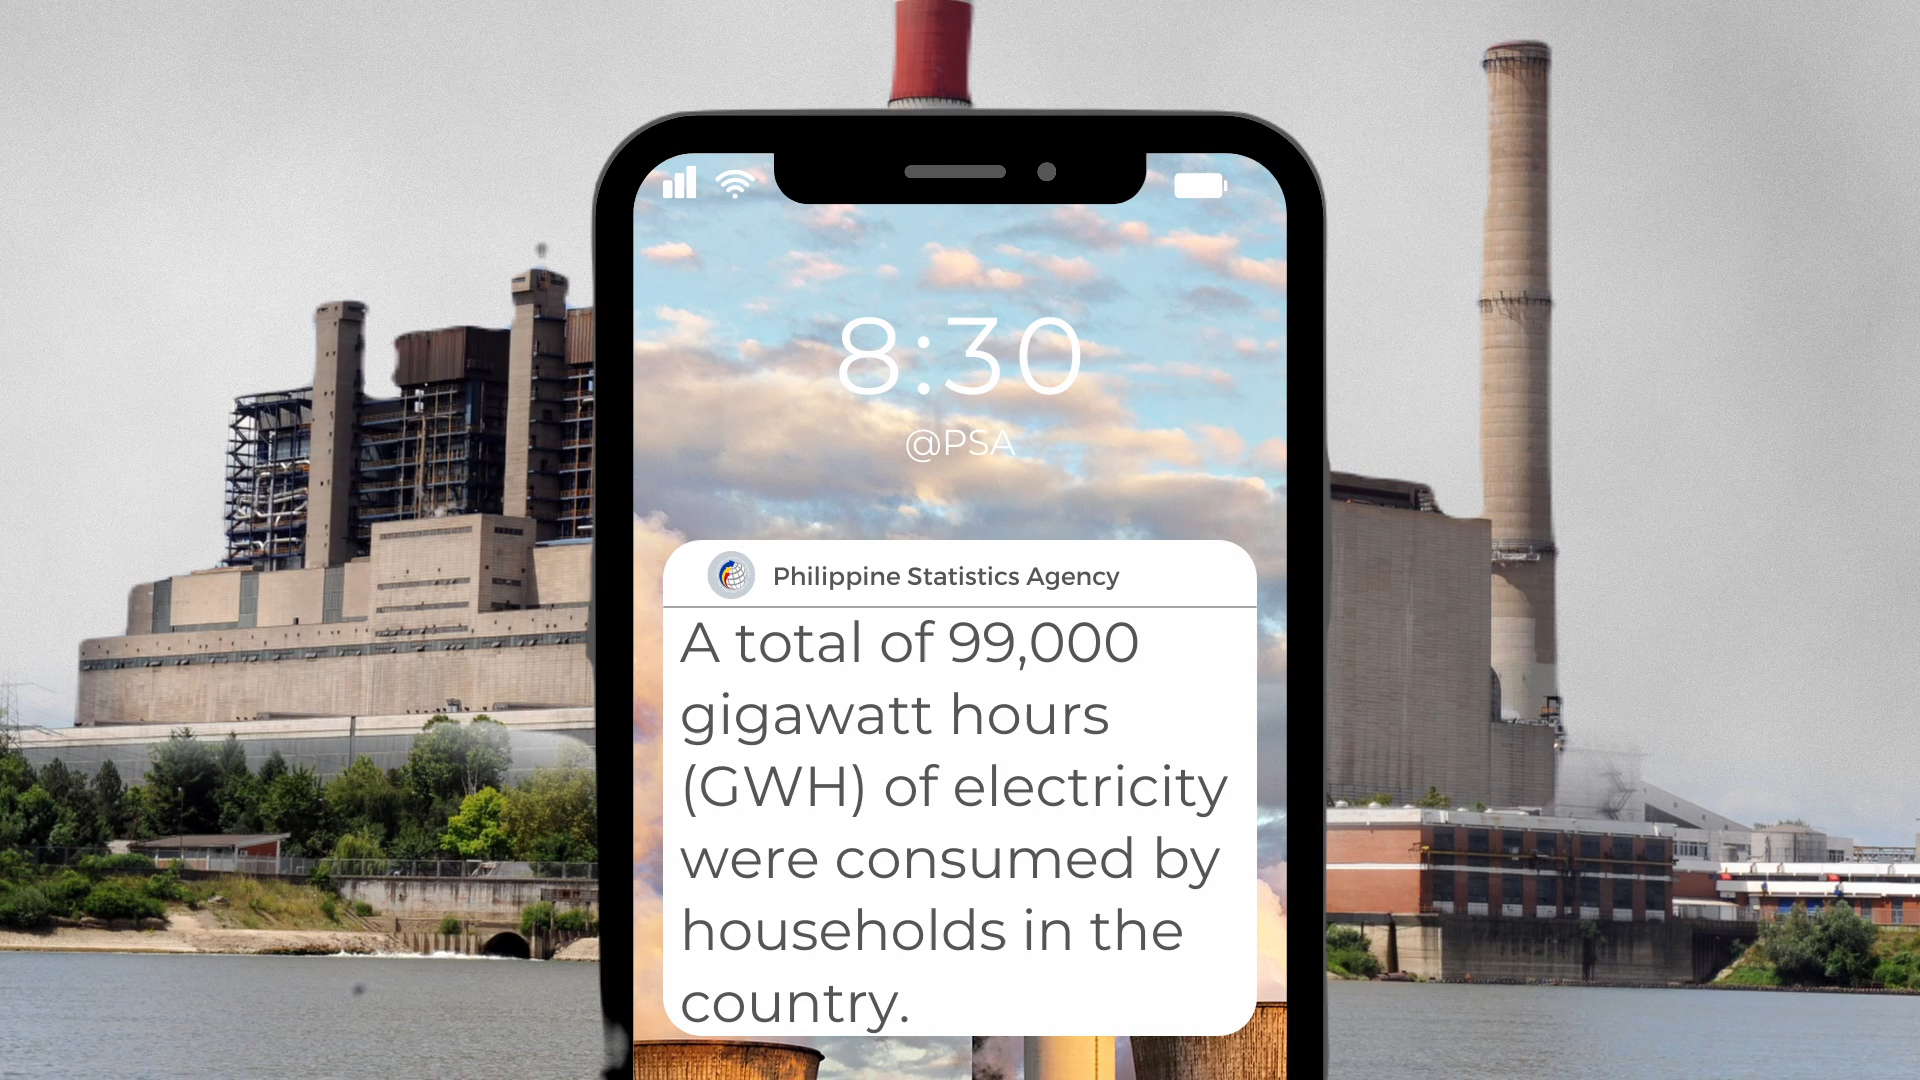 8:30
@PSA
Philippine Statistics Agency
A total of 99,000
gigawatt hours
(GWH) of electricity
were consumed by
households in the
country.